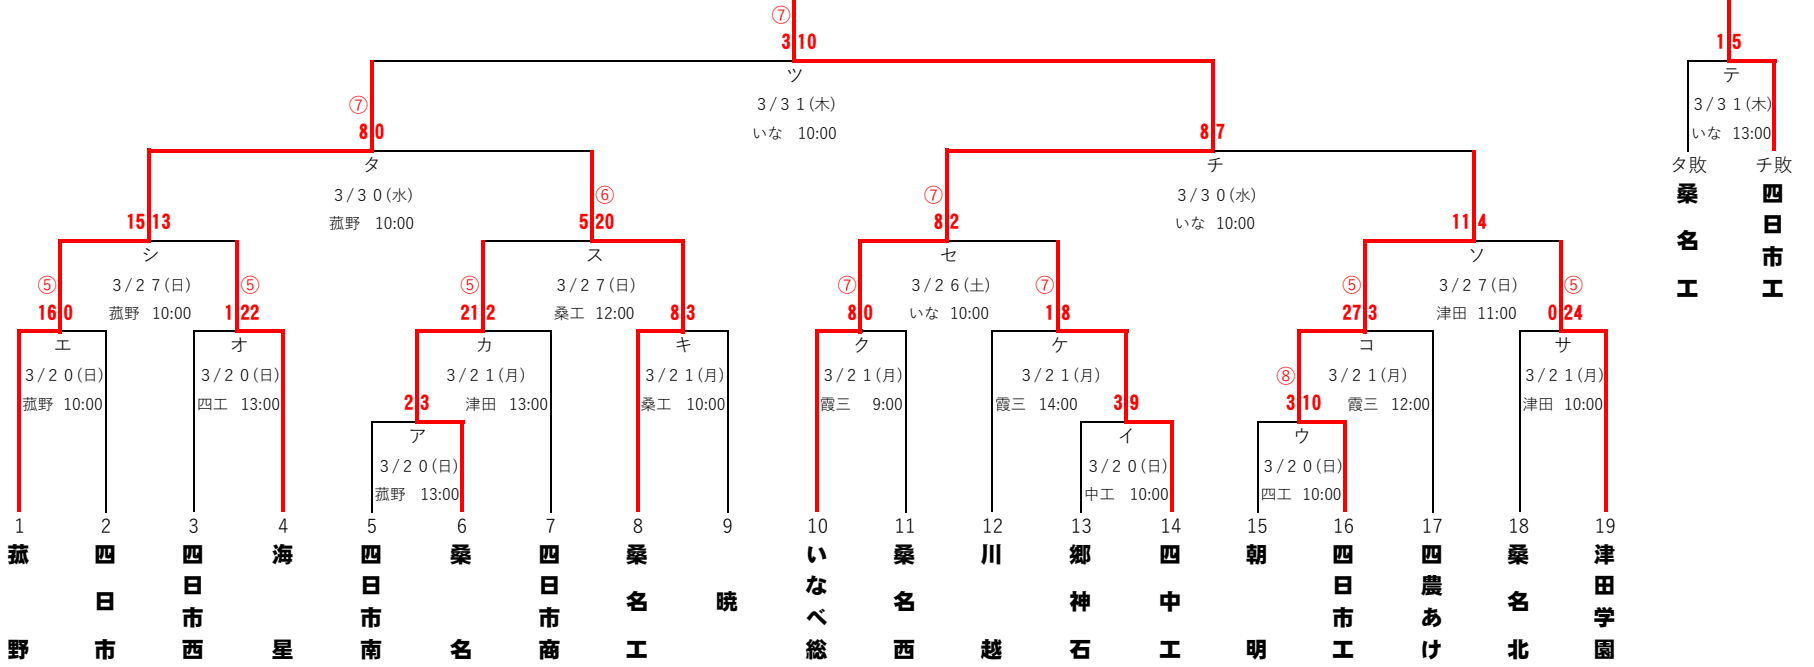 ⑦
3 10
ツ
3/31(木)
いな 10:00
1 5
テ
3/31(木)
いな 13:00
タ敗 チ敗
桑名工
四日市工
⑦
8 0
タ
3/30(水)
菰野 10:00
8 7
チ
3/30(水)
いな 10:00
15 13
シ
3/27(日)
菰野 10:00
⑥
5 20
ス
3/27(日)
桑工 12:00
⑦
8 2
セ
3/26(土)
いな 10:00
11 4
ソ
3/27(日)
津田 11:00
⑤
16 0
エ
3/20(日)
菰野 10:00
⑤
1 22
オ
3/20(日)
四工 13:00
⑤
21 2
カ
3/21(月)
津田 13:00
8 3
キ
3/21(月)
桑工 10:00
⑦
8 0
ク
3/21(月)
霞三 9:00
⑦
1 8
ケ
3/21(月)
霞三 14:00
⑤
27 3
コ
3/21(月)
霞三 12:00
⑤
0 24
サ
3/21(月)
津田 10:00
2 3
ア
3/20(日)
菰野 13:00
3 9
イ
3/20(日)
中工 10:00
⑧
3 10
ウ
3/20(日)
四工 10:00
1 2 3 4 5 6 7 8 9 10 11 12 13 14 15 16 17 18 19
菰野
四日市
四日市西
海星
四日市南
桑名
四日市商
桑名工
暁
いなべ総
桑名西
川越
郷神石
四中工
朝明
四日市工
四農あけ
桑名北
津田学園